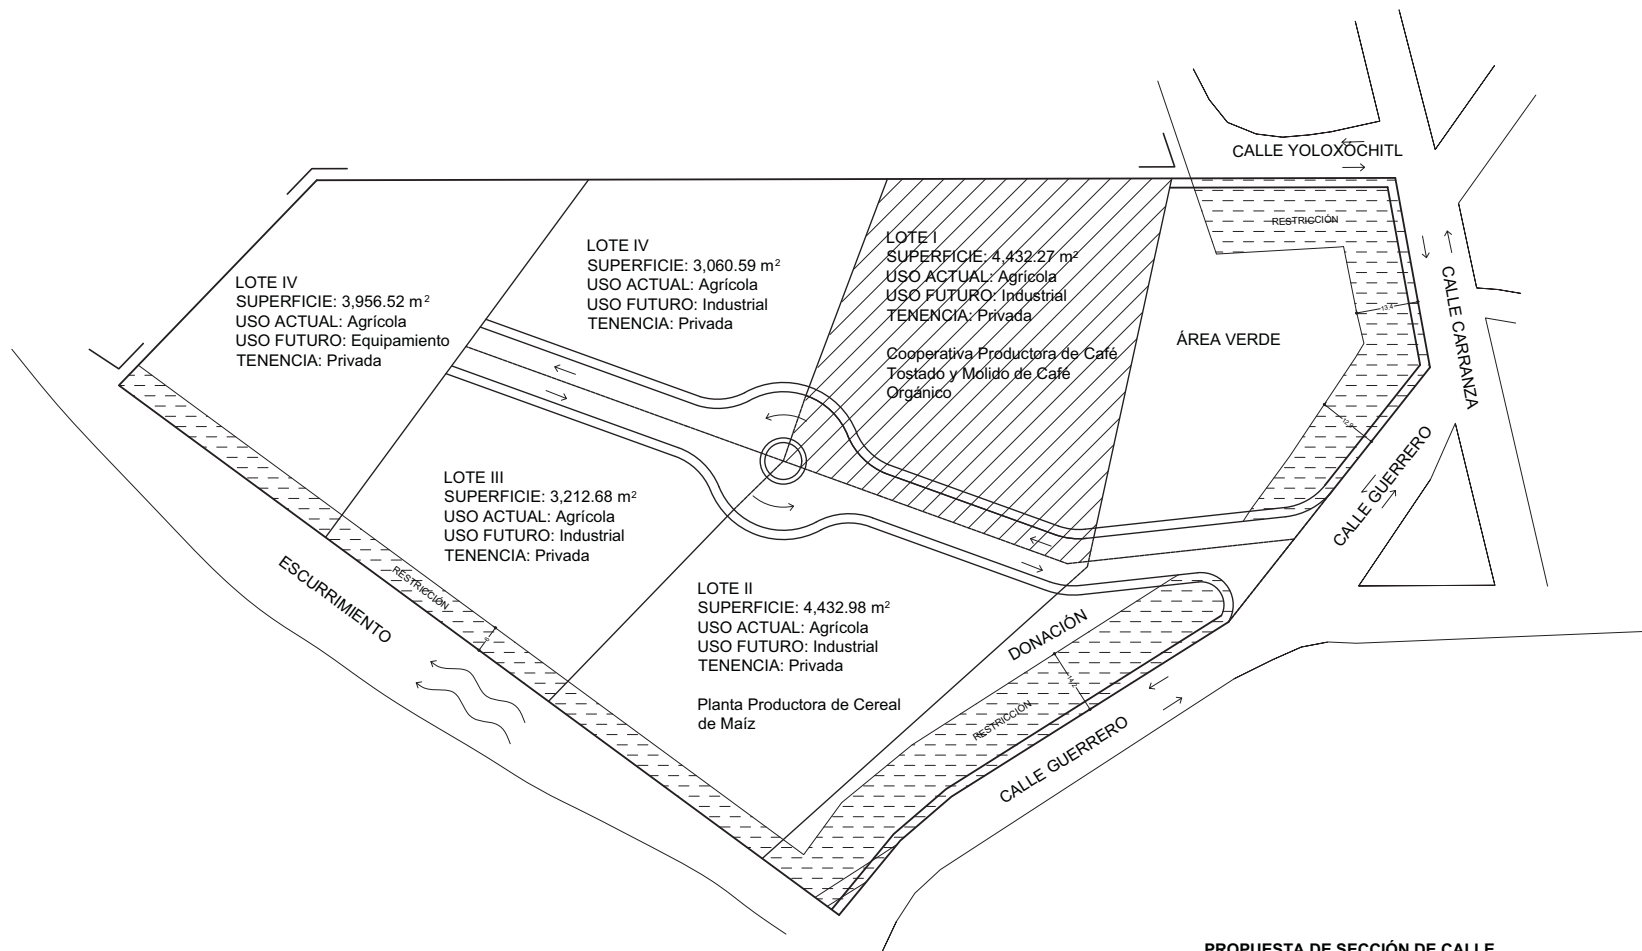 CALLE YOLOXOCHITL
RESTRICCIÓN
LOTE IV
SUPERFICIE: 3,956.52 m²
USO ACTUAL: Agrícola
USO FUTURO: Equipamiento
TENENCIA: Privada
LOTE IV
SUPERFICIE: 3,060.59 m²
USO ACTUAL: Agrícola
USO FUTURO: Industrial
TENENCIA: Privada
LOTE I
SUPERFICIE: 4,432.27 m²
USO ACTUAL: Agrícola
USO FUTURO: Industrial
TENENCIA: Privada
Cooperativa Productora de Café
Tostado y Molido de Café
Orgánico
ÁREA VERDE
13.4
CALLE CARRANZA
CALLE GUERRERO
LOTE III
SUPERFICIE: 3,212.68 m²
USO ACTUAL: Agrícola
USO FUTURO: Industrial
TENENCIA: Privada
ESCURRIMIENTO
RESTRICCIÓN
LOTE II
SUPERFICIE: 4,432.98 m²
USO ACTUAL: Agrícola
USO FUTURO: Industrial
TENENCIA: Privada
Planta Productora de Cereal
de Maíz
DONACIÓN
14.2
RESTRICCIÓN
CALLE GUERRERO
PROPUESTA DE SECCIÓN DE CALLE